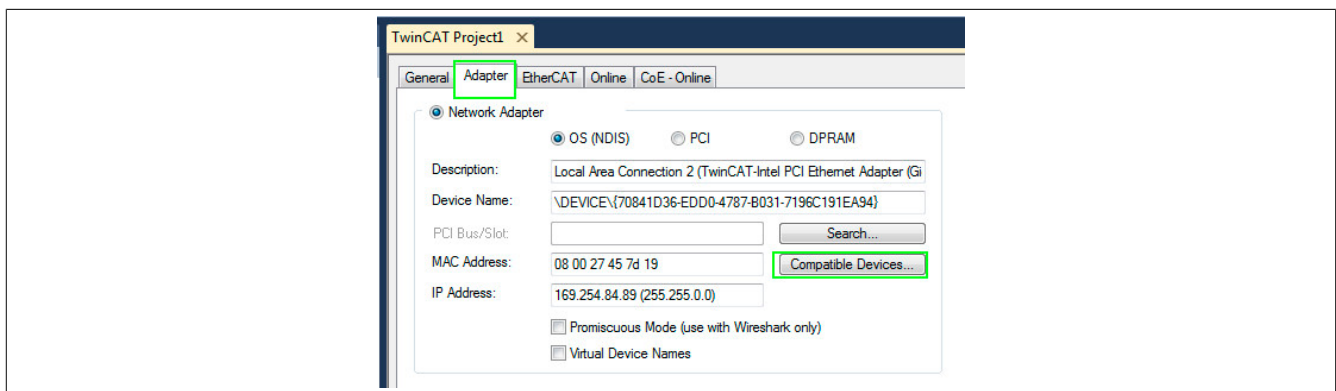 TwinCAT Project1 ×
General Adapter EtherCAT Online CoE - Online
Network Adapter
OS (NDIS) PCI DPRAM
Description: Local Area Connection 2 (TwinCAT-Intel PCI Ethernet Adapter (Gi
Device Name: \DEVICE\{70841D36-EDD0-4787-B031-7196C191EA94}
PCI Bus/Slot: Search...
MAC Address: 08 00 27 45 7d 19 Compatible Devices...
IP Address: 169.254.84.89 (255.255.0.0)
Promiscuous Mode (use with Wireshark only)
Virtual Device Names